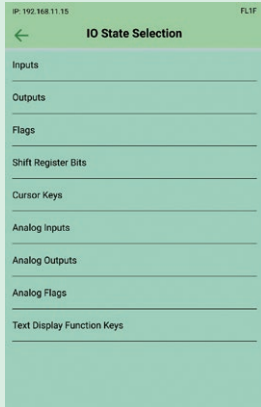 IP: 192.168.11.15 FL1F
IO State Selection
Inputs
Outputs
Flags
Shift Register Bits
Cursor Keys
Analog Inputs
Analog Outputs
Analog Flags
Text Display Function Keys